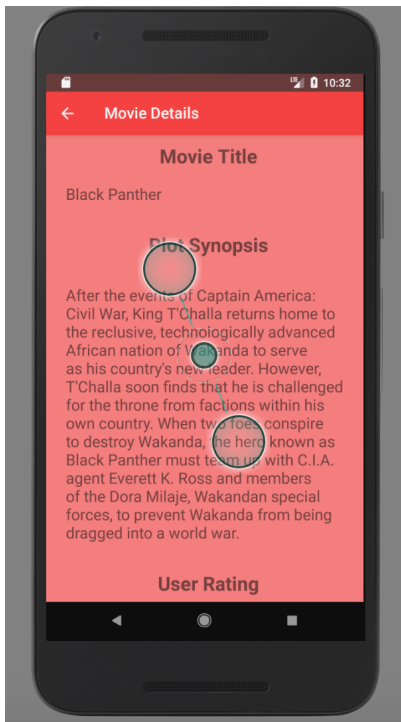 LTE 10:32
Movie Details
Movie Title
Black Panther
Plot Synopsis
After the events of Captain America:
Civil War, King T'Challa returns home to
the reclusive, technologically advanced
African nation of Wakanda to serve
as his country's new leader. However,
T'Challa soon finds that he is challenged
for the throne from factions within his
own country. When two foes conspire
to destroy Wakanda, the hero known as
Black Panther must team up with C.I.A.
agent Everett K. Ross and members
of the Dora Milaje, Wakandan special
forces, to prevent Wakanda from being
dragged into a world war.
User Rating